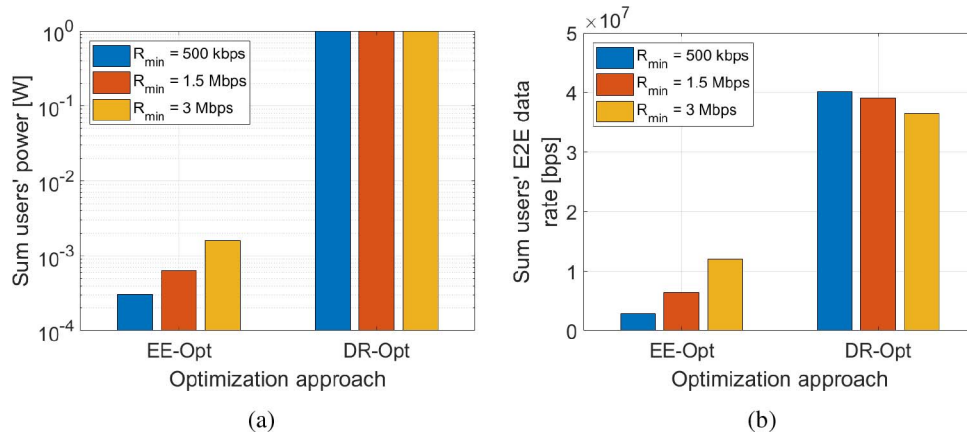 10^0
10^-1
10^-2
10^-3
10^-4
Sum users' power [W]
R_min = 500 kbps
R_min = 1.5 Mbps
R_min = 3 Mbps
EE-Opt DR-Opt
Optimization approach
(a)
×10^7
5
4
3
2
1
0
Sum users' E2E data
rate [bps]
R_min = 500 kbps
R_min = 1.5 Mbps
R_min = 3 Mbps
EE-Opt DR-Opt
Optimization approach
(b)